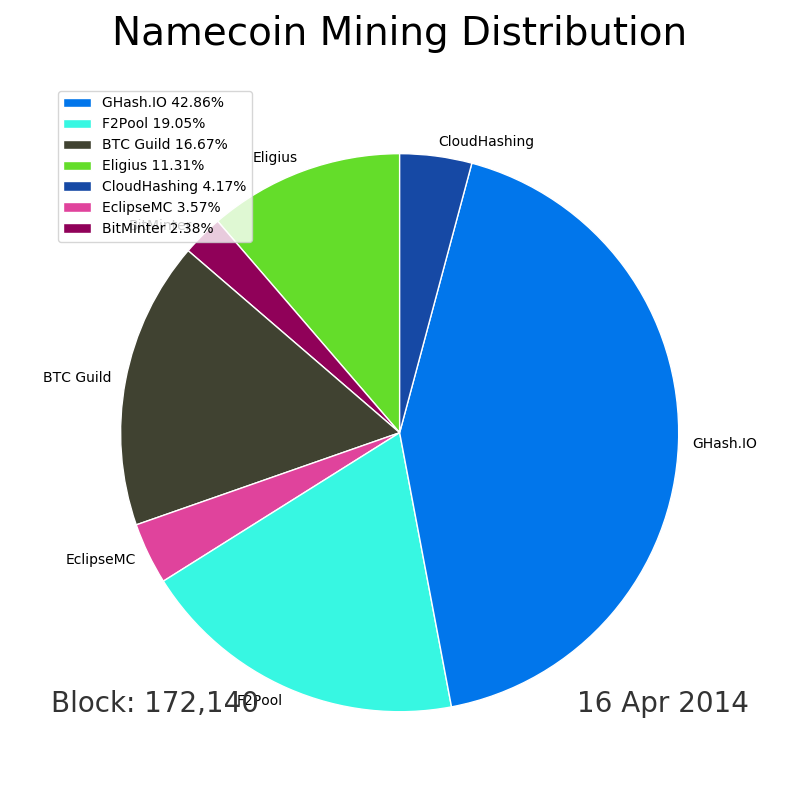 Namecoin Mining Distribution
GHash.IO 42.86%
F2Pool 19.05%
BTC Guild 16.67%
Eligius 11.31%
CloudHashing 4.17%
EclipseMC 3.57%
BitMinter 2.38%
CloudHashing
Eligius
BitMinter
BTC Guild
GHash.IO
EclipseMC
F2Pool
Block: 172,140
16 Apr 2014